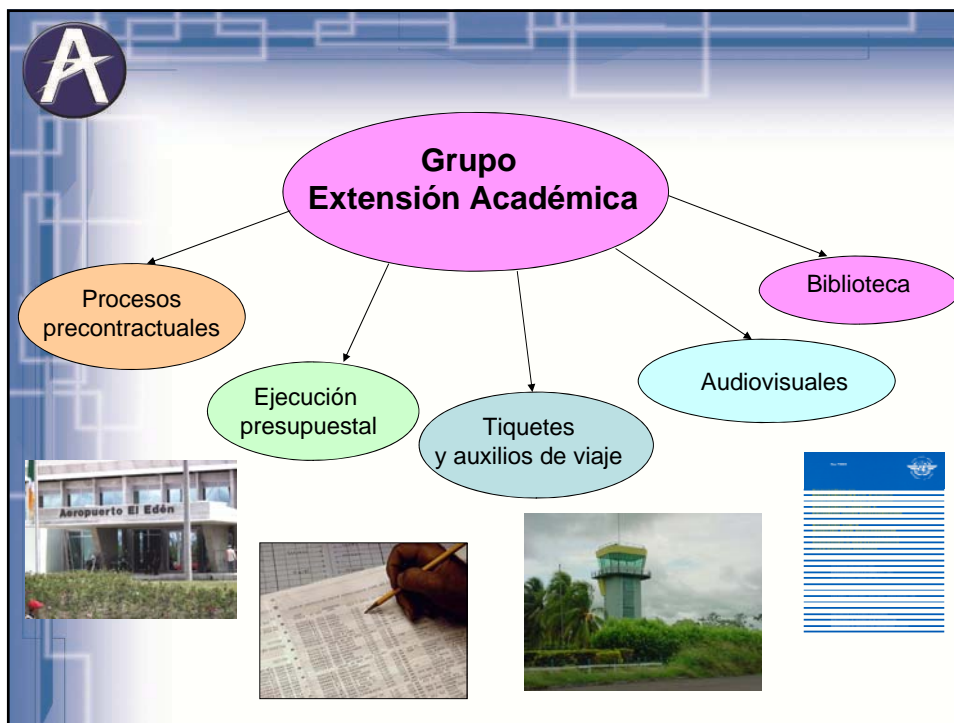 A
Grupo
Extensión Académica
Procesos
precontractuales
Ejecución
presupuestal
Tiquetes
y auxilios de viaje
Audiovisuales
Biblioteca
Aeropuerto El Edén